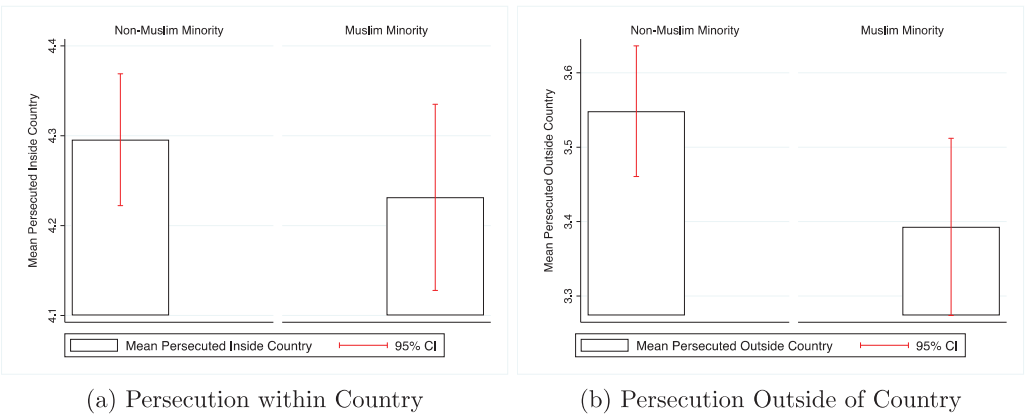 Non-Muslim Minority
Muslim Minority
Mean Persecuted Inside Country
4.4
4.3
4.2
4.1
Mean Persecuted Inside Country
95% CI
(a) Persecution within Country
Non-Muslim Minority
Muslim Minority
Mean Persecuted Outside Country
3.6
3.5
3.4
3.3
Mean Persecuted Outside Country
95% CI
(b) Persecution Outside of Country